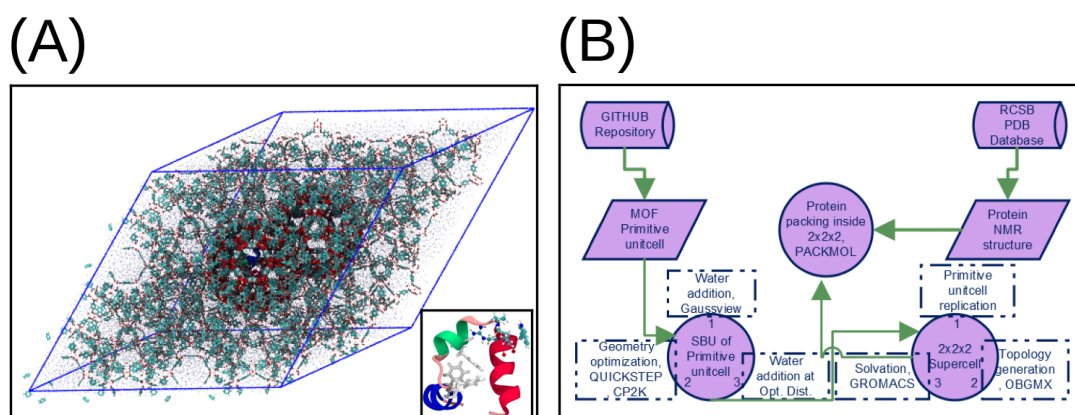 (A)
(B)
GITHUB
Repository
RCSB
PDB
Database
MOF
Primitive
unitcell
Protein
packing inside
2x2x2,
PACKMOL
Protein
NMR
structure
Water
addition,
Gaussview
Primitive
unitcell
replication
Geometry
optimization,
QUICKSTEP
, CP2K
1
SBU of
Primitive
unitcell
2
3
Water
addition at
Opt. Dist.
Solvation,
GROMACS
1
2x2x2
Supercell
3
2
Topology
generation
, OBGMX